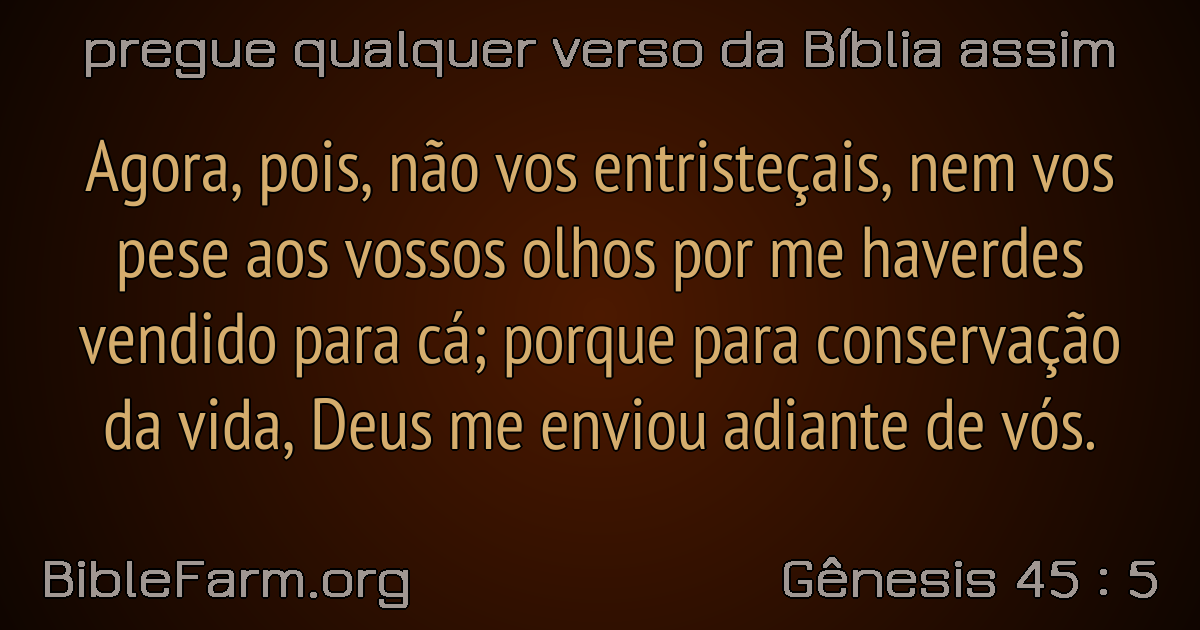 pregue qualquer verso da Bíblia assim
Agora, pois, não vos entristeçais, nem vos
pese aos vossos olhos por me haverdes
vendido para cá; porque para conservação
da vida, Deus me enviou adiante de vós.
BibleFarm.org
Gênesis 45 : 5